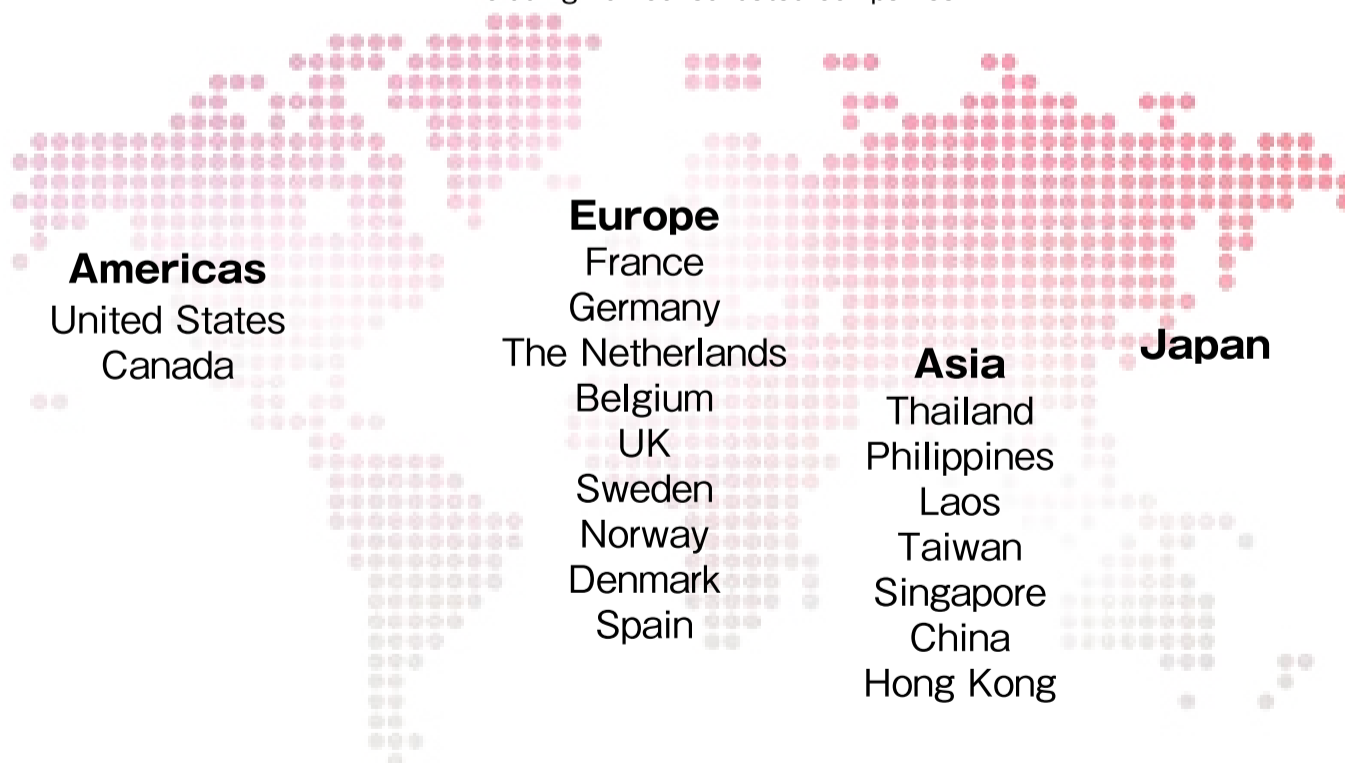 Americas
United States
Canada
Europe
France
Germany
The Netherlands
Belgium
UK
Sweden
Norway
Denmark
Spain
Asia
Thailand
Philippines
Laos
Taiwan
Singapore
China
Hong Kong
Japan